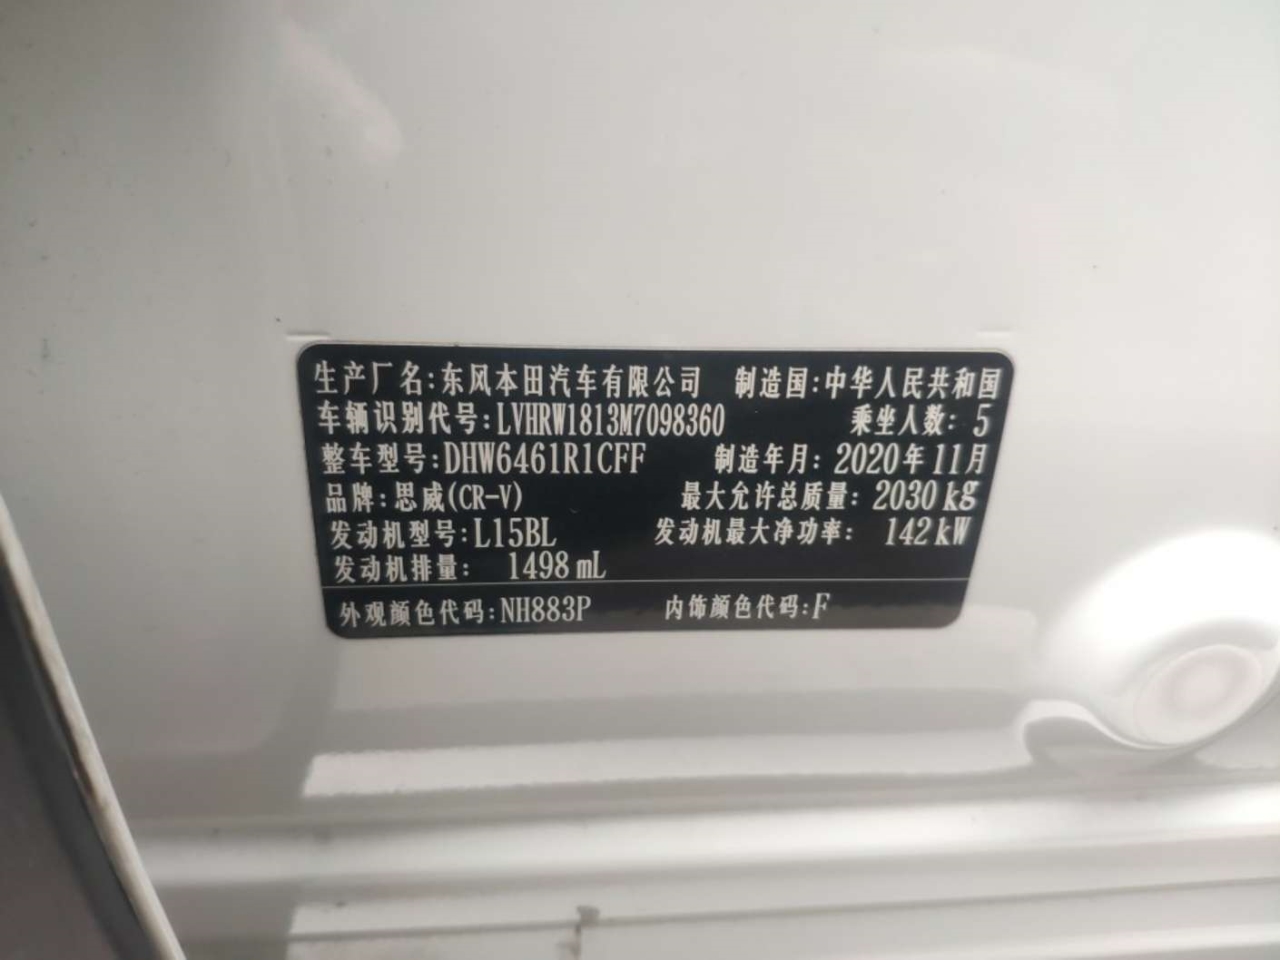 生产厂名:东风本田汽车有限公司 制造国:中华人民共和国
车辆识别代号:LVHRW1813M7098360 乘坐人数: 5
整车型号:DHW6461R1CFF 制造年月: 2020年11月
品牌:思威(CR-V) 最大允许总质量: 2030kg
发动机型号:L15BL 发动机最大净功率: 142kW
发动机排量: 1498mL
外观颜色代码:NH883P 内饰颜色代码:F